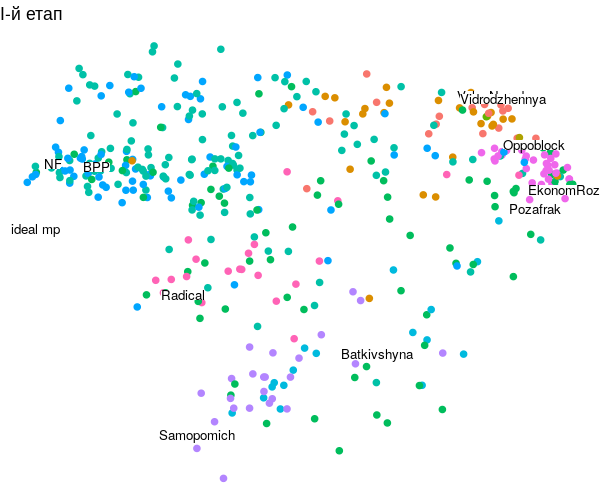 I-й етап
Vidrodzhennya
Oppoblock
NF
BPP
EkonomRoz
Pozafrak
ideal mp
Radical
Batkivshyna
Samopomich